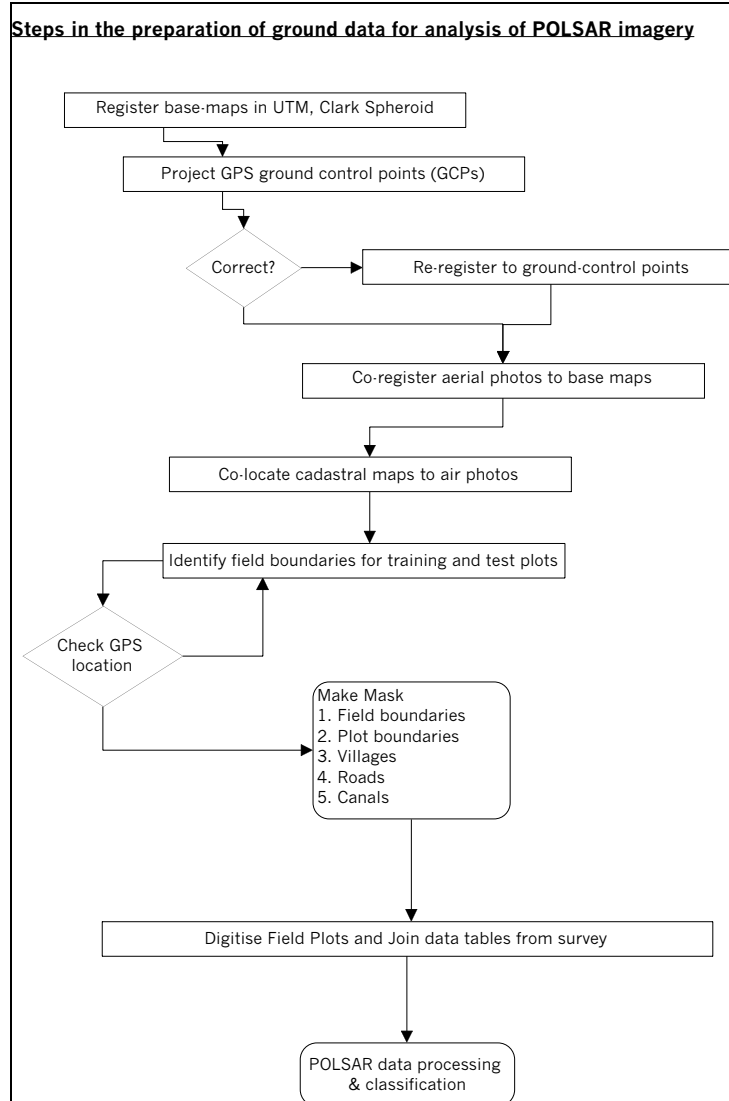 Steps in the preparation of ground data for analysis of POLSAR imagery
Register base-maps in UTM, Clark Spheroid
Project GPS ground control points (GCPs)
Correct?
Re-register to ground-control points
Co-register aerial photos to base maps
Co-locate cadastral maps to air photos
Identify field boundaries for training and test plots
Check GPS
location
Make Mask
1. Field boundaries
2. Plot boundaries
3. Villages
4. Roads
5. Canals
Digitise Field Plots and Join data tables from survey
POLSAR data processing
& classification